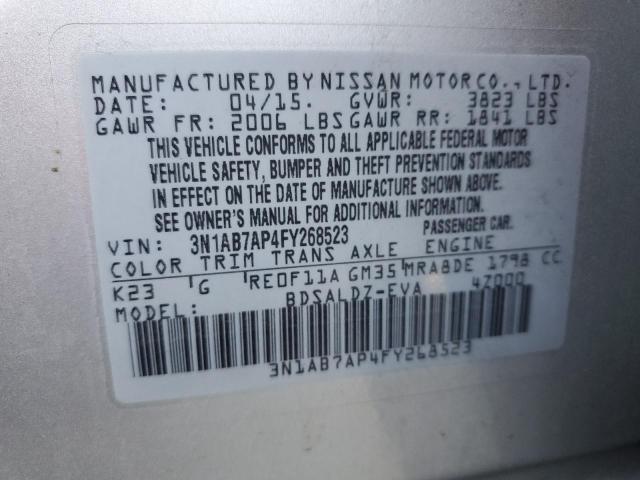 MANUFACTURED BY NISSAN MOTOR CO., LTD.
DATE: 04/15. GVWR: 3823 LBS
GAWR FR: 2006 LBS GAWR RR: 1841 LBS
THIS VEHICLE CONFORMS TO ALL APPLICABLE FEDERAL MOTOR
VEHICLE SAFETY, BUMPER AND THEFT PREVENTION STANDARDS
IN EFFECT ON THE DATE OF MANUFACTURE SHOWN ABOVE.
SEE OWNER'S MANUAL FOR ADDITIONAL INFORMATION.
VIN: 3N1AB7AP4FY268523 PASSENGER CAR.
COLOR TRIM TRANS AXLE ENGINE
K23 G RE0F11A GM35 MRA8DE 1798 CC
MODEL: BDSALDZ-EVA 4Z000
3N1AB7AP4FY268523